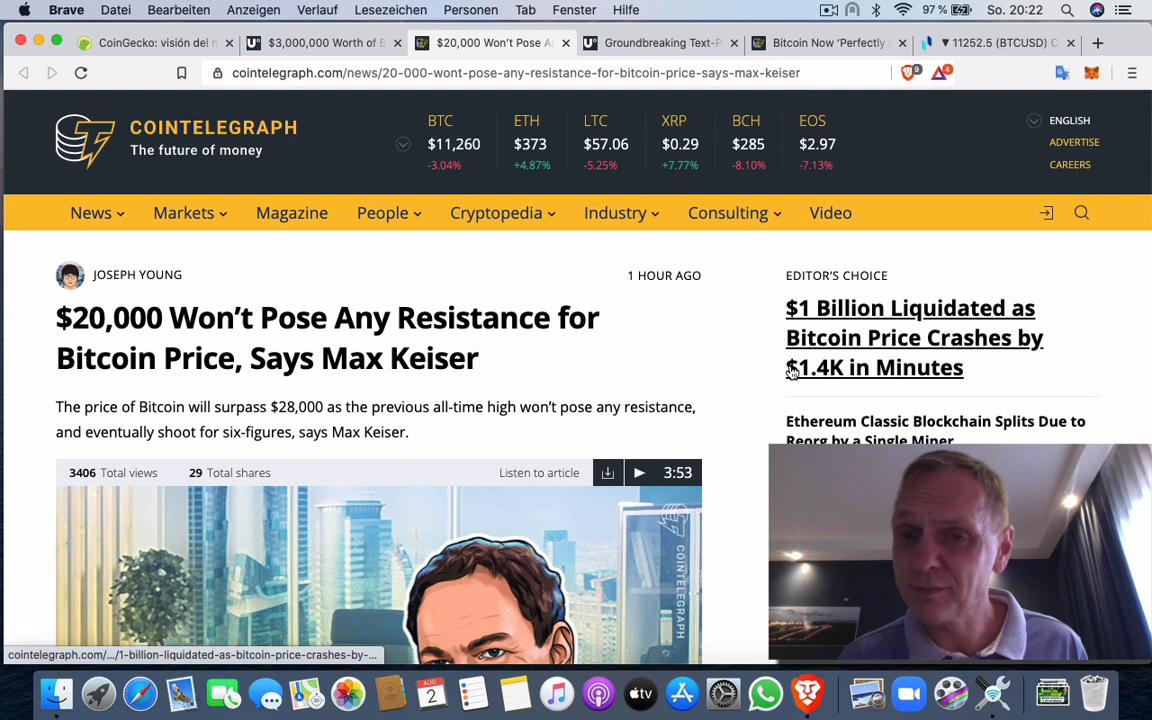 Brave Datei Bearbeiten Anzeigen Verlauf Lesezeichen Personen Tab Fenster Hilfe 97 % So. 20:22
CoinGecko: visión del m $3,000,000 Worth of B $20,000 Won't Pose A Groundbreaking Text-P Bitcoin Now 'Perfectly ▼ 11252.5 (BTCUSD) C
cointelegraph.com/news/20-000-wont-pose-any-resistance-for-bitcoin-price-says-max-keiser 9 4
COINTELEGRAPH
The future of money
BTC ETH LTC XRP BCH EOS
$11,260 $373 $57.06 $0.29 $285 $2.97
-3.04% +4.87% -5.25% +7.77% -8.10% -7.13%
ENGLISH
ADVERTISE
CAREERS
News Markets Magazine People Cryptopedia Industry Consulting Video
JOSEPH YOUNG 1 HOUR AGO
$20,000 Won't Pose Any Resistance for
Bitcoin Price, Says Max Keiser
The price of Bitcoin will surpass $28,000 as the previous all-time high won't pose any resistance,
and eventually shoot for six-figures, says Max Keiser.
3406 Total views 29 Total shares Listen to article 3:53
COINTELEGRAPH
EDITOR'S CHOICE
$1 Billion Liquidated as
Bitcoin Price Crashes by
$1.4K in Minutes
Ethereum Classic Blockchain Splits Due to
Reorg by a Single Miner
cointelegraph.com/.../1-billion-liquidated-as-bitcoin-price-crashes-by-...
AUG
2
tv